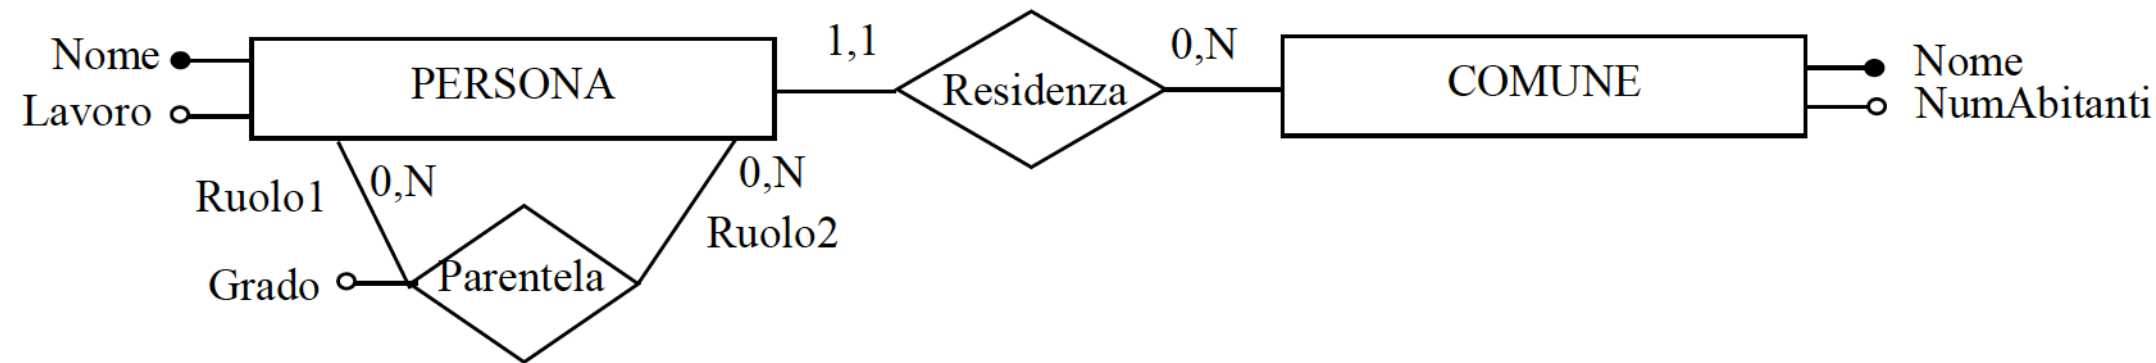 Nome
Lavoro
PERSONA
1,1
Residenza
0,N
COMUNE
Nome
NumAbitanti
Ruolo1
0,N
0,N
Ruolo2
Grado
Parentela